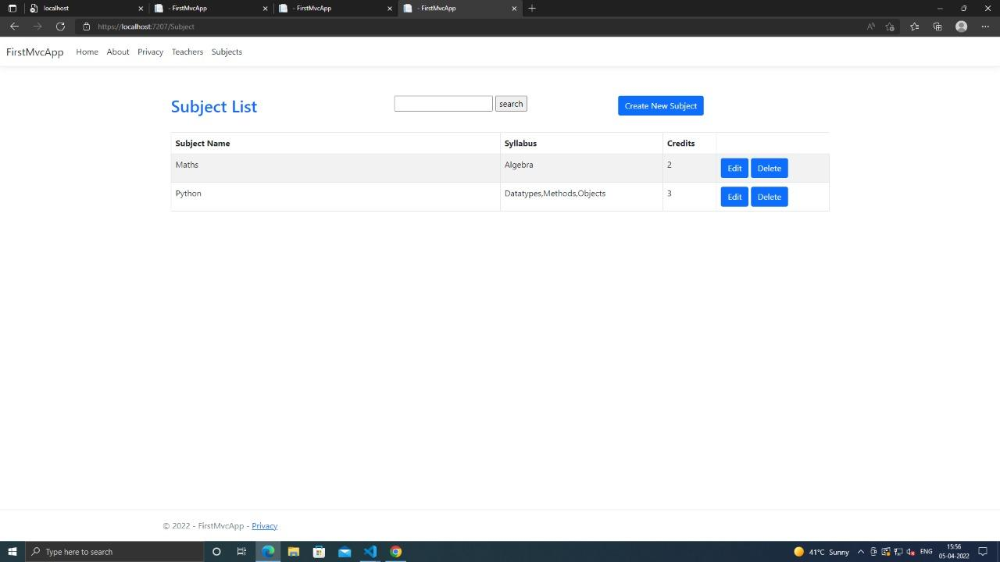 localhost
- FirstMvcApp
- FirstMvcApp
- FirstMvcApp
https://localhost:7207/Subject
FirstMvcApp Home About Privacy Teachers Subjects
Subject List search Create New Subject
Subject Name Syllabus Credits
Maths Algebra 2 Edit Delete
Python Datatypes,Methods,Objects 3 Edit Delete
© 2022 - FirstMvcApp - Privacy
Type here to search
41°C Sunny
ENG
15:56
05-04-2022